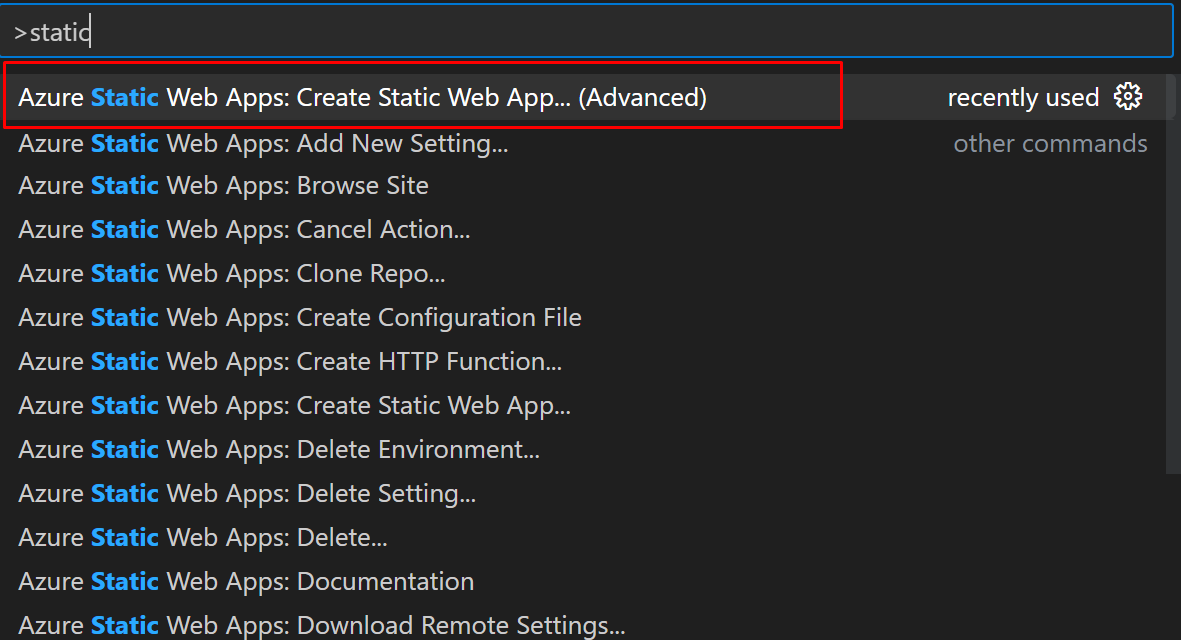 >static
Azure Static Web Apps: Create Static Web App... (Advanced) recently used
Azure Static Web Apps: Add New Setting... other commands
Azure Static Web Apps: Browse Site
Azure Static Web Apps: Cancel Action...
Azure Static Web Apps: Clone Repo...
Azure Static Web Apps: Create Configuration File
Azure Static Web Apps: Create HTTP Function...
Azure Static Web Apps: Create Static Web App...
Azure Static Web Apps: Delete Environment...
Azure Static Web Apps: Delete Setting...
Azure Static Web Apps: Delete...
Azure Static Web Apps: Documentation
Azure Static Web Apps: Download Remote Settings...